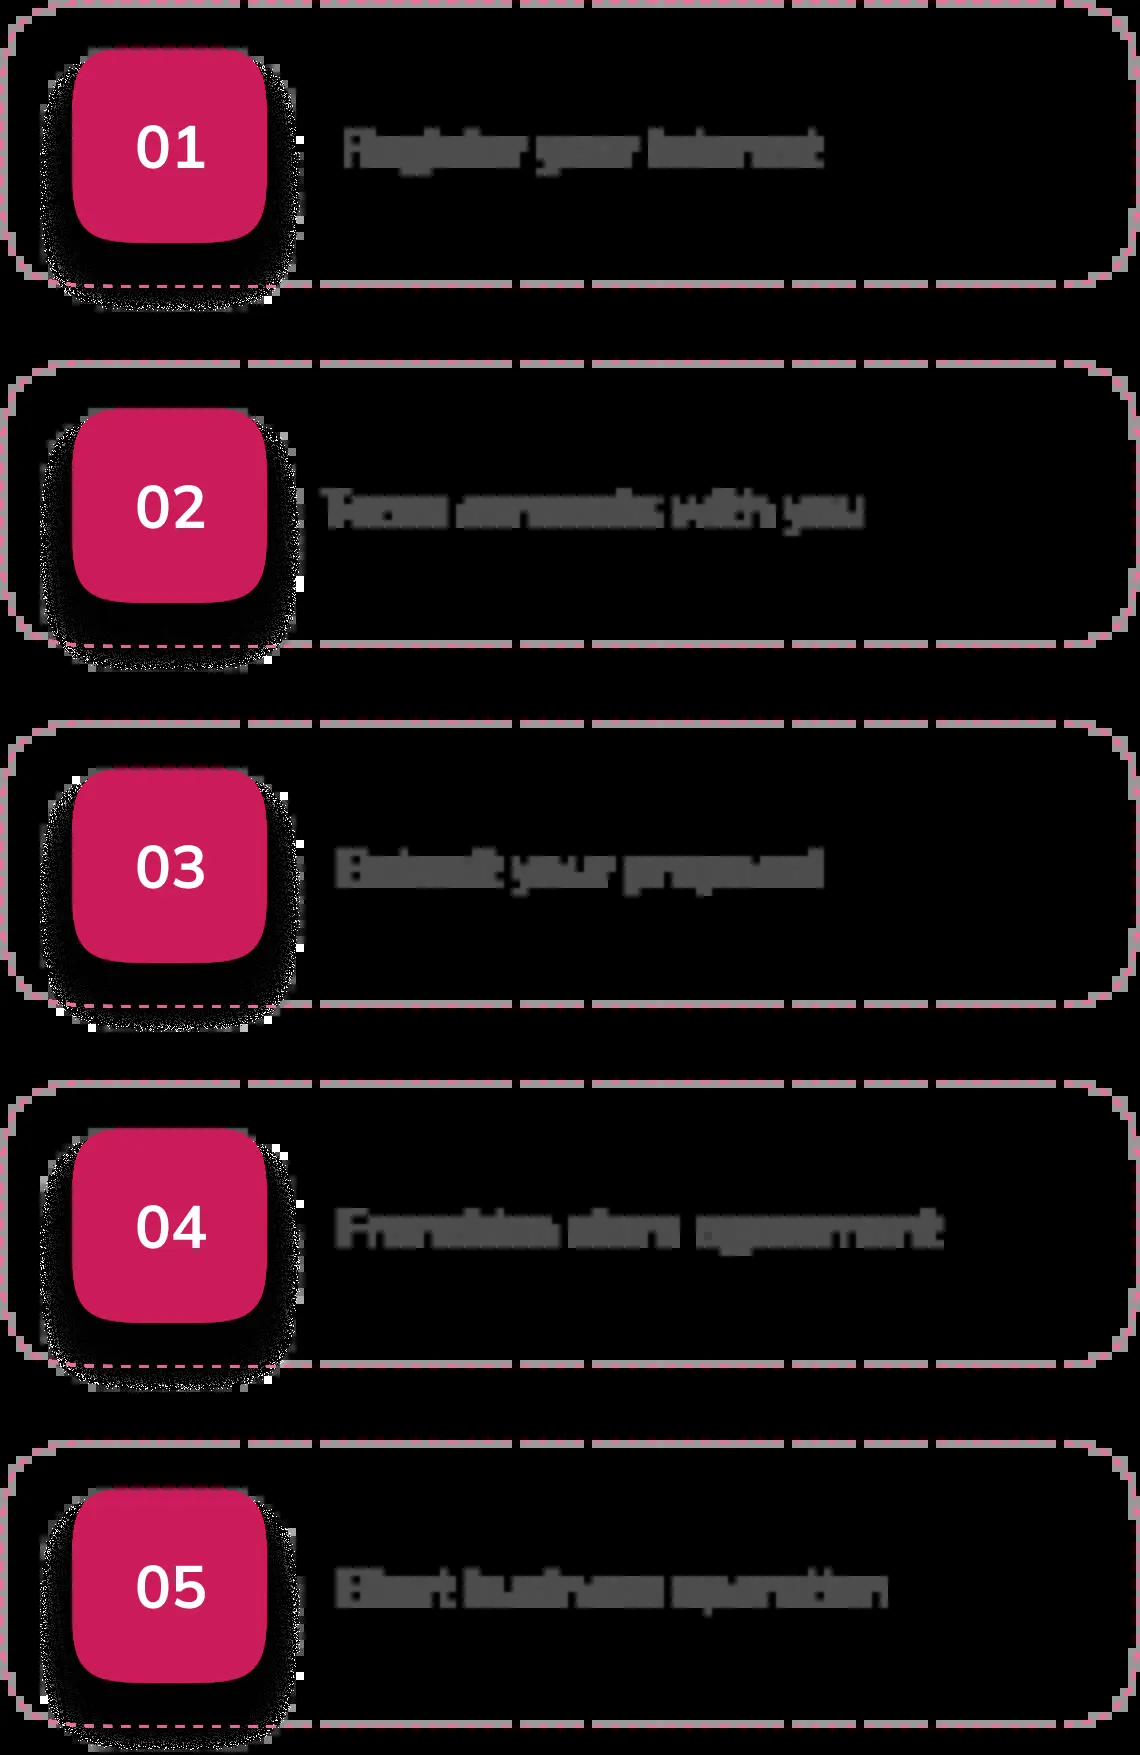 01
Register your interest
02
Team connects with you
03
Submit your proposal
04
Franchise store agreement
05
Start business operation